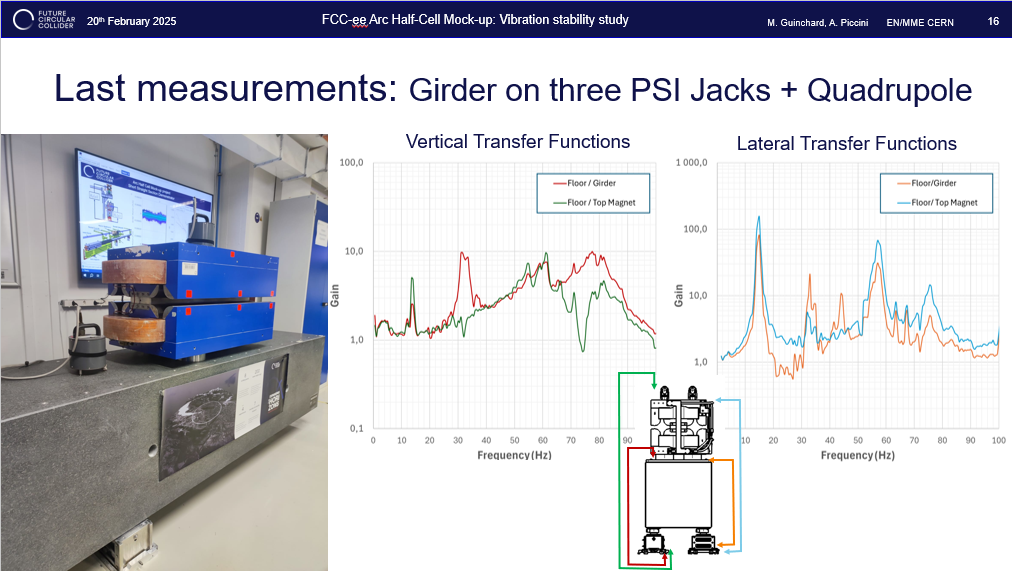 FUTURE
CIRCULAR
COLLIDER
20th February 2025
FCC-ee Arc Half-Cell Mock-up: Vibration stability study
M. Guinchard, A. Piccini
EN/MME CERN
16
Last measurements: Girder on three PSI Jacks + Quadrupole
FUTURE
CIRCULAR
COLLIDER
Vertical Transfer Functions
100,0
10,0
1,0
0,1
Gain
Floor / Girder
Floor / Top Magnet
0 10 20 30 40 50 60 70 80 90
Frequency (Hz)
Lateral Transfer Functions
1 000,0
100,0
10,0
1,0
Gain
Floor/Girder
Floor/ Top Magnet
10 20 30 40 50 60 70 80 90 100
Frequency (Hz)